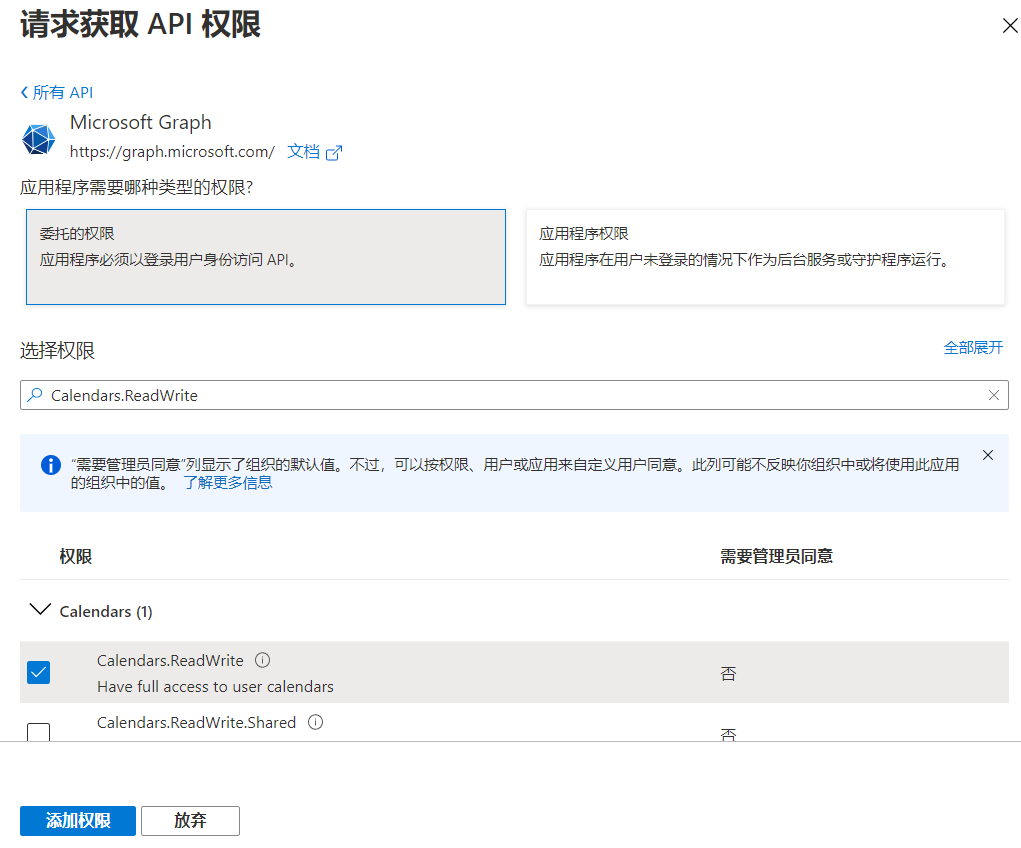 请求获取 API 权限
所有 API
Microsoft Graph
https://graph.microsoft.com/ 文档
应用程序需要哪种类型的权限?
委托的权限
应用程序必须以登录用户身份访问 API。
应用程序权限
应用程序在用户未登录的情况下作为后台服务或守护程序运行。
选择权限
全部展开
Calendars.ReadWrite
“需要管理员同意”列显示了组织的默认值。不过，可以按权限、用户或应用来自定义用户同意。此列可能不反映你组织中或将使用此应用
的组织中的值。 了解更多信息
权限 需要管理员同意
Calendars (1)
Calendars.ReadWrite
Have full access to user calendars
否
Calendars.ReadWrite.Shared
否
添加权限 放弃